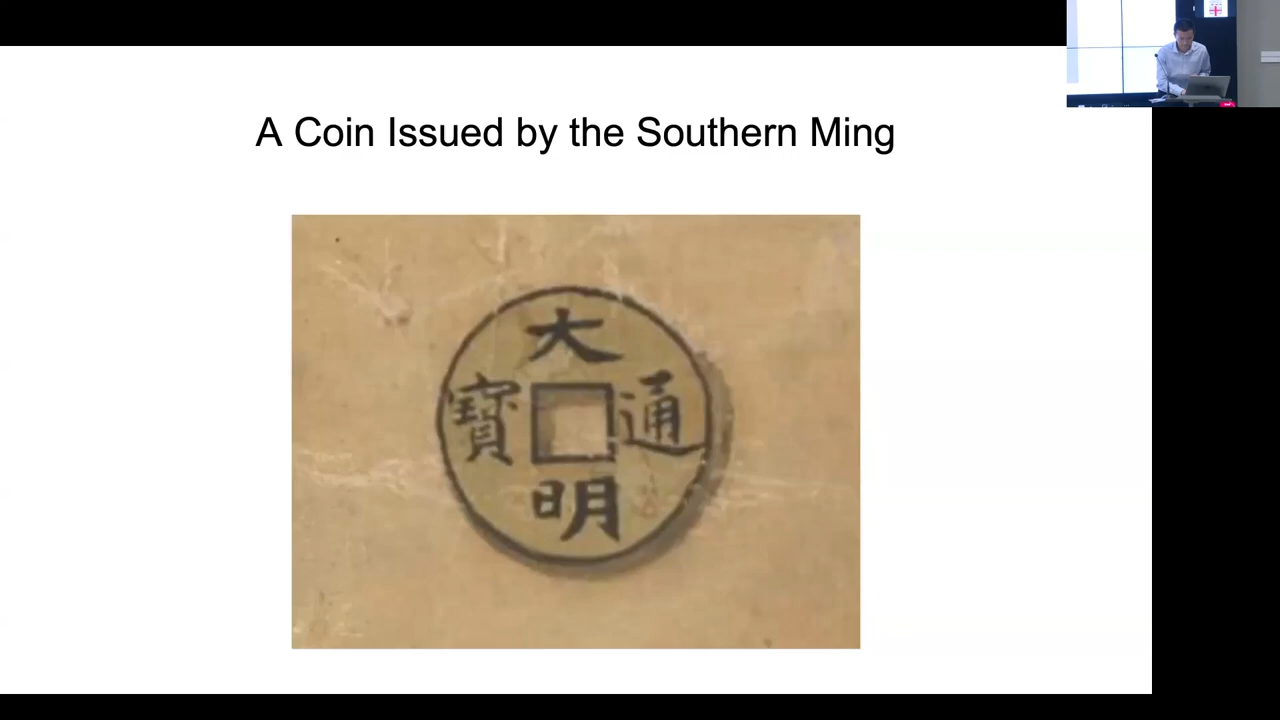 A Coin Issued by the Southern Ming
大
寶 通
明